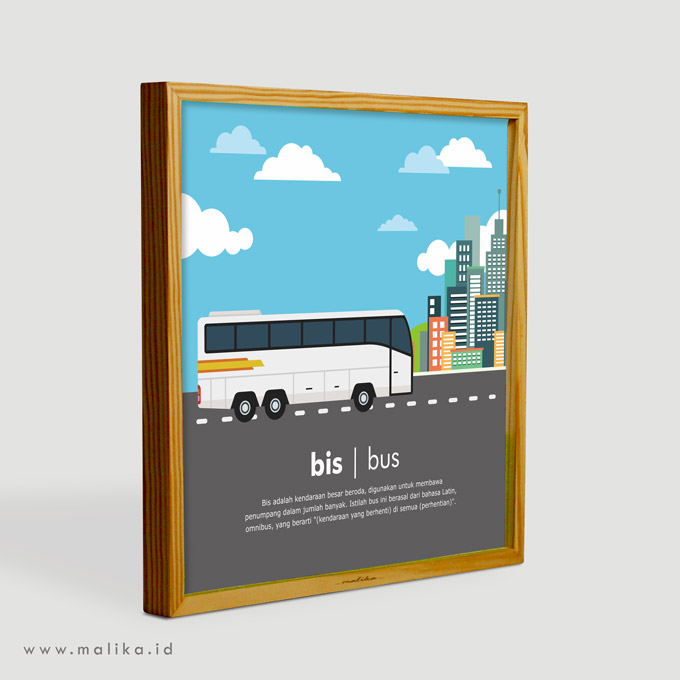 bis | bus
Bis adalah kendaraan besar beroda, digunakan untuk membawa
penumpang dalam jumlah banyak. Istilah bus ini berasal dari bahasa Latin,
omnibus, yang berarti "(kendaraan yang berhenti) di semua (perhentian)".
malika
www.malika.id